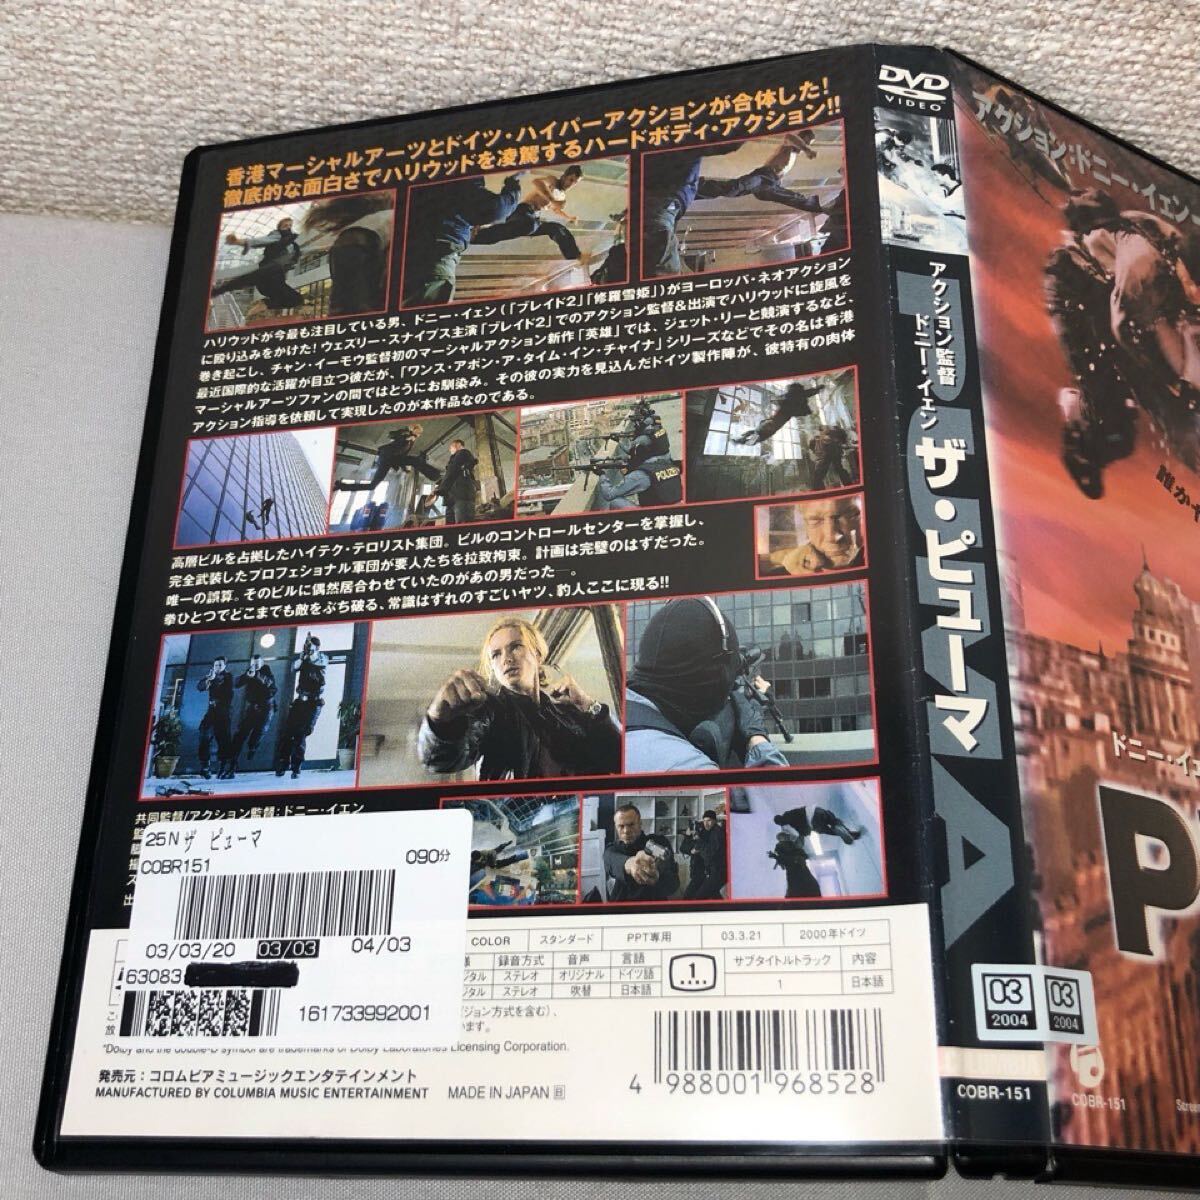 香港マーシャルアーツとドイツ・ハイパーアクションが合体した!
徹底的な面白さでハリウッドを凌駕するハードボディ・アクション!!
ハリウッドが今最も注目している男、ドニー・イェン(「ブレイド2」「修羅雪姫」)がヨーロッパ・ネオアクション
に殴り込みをかけた!ウェズリー・スナイプス主演「ブレイド2」でのアクション監督&出演でハリウッドに旋風を
巻き起こし、チャン・イーモウ監督初のマーシャルアクション新作「英雄」では、ジェット・リーと競演するなど、
最近国際的な活躍が目立つ彼だが、「ワンス・アポン・ア・タイム・イン・チャイナ」シリーズなどでその名は香港
マーシャルアーツファンの間ではとうにお馴染み。その彼の実力を見込んだドイツ製作陣が、彼特有の肉体
アクション指導を依頼して実現したのが本作品なのである。
POLIZEI
高層ビルを占拠したハイテク・テロリスト集団。ビルのコントロールセンターを掌握し、
完全武装したプロフェショナル軍団が要人たちを拉致拘束。計画は完璧のはずだった。
唯一の誤算。そのビルに偶然居合わせていたのがあの男だった―。
拳ひとつでどこまでも敵をぶち破る、常識はずれのすごいヤツ、豹人ここに現る!!
共同監督/アクション監督:ドニー・イェン
25N ザ ピューマ
COBR151
090分
03/03/20 03/03 04/03
63083
161733992001
COLOR スタンダード PPT専用 03.3.21 2000年ドイツ
録音方式 音声 言語 サブタイトルトラック 内容
ステレオ オリジナル ドイツ語 1 日本語
ステレオ 吹替 日本語
1
*Dolby and the double-D symbol are trademarks of Dolby Laboratories Licensing Corporation.
発売元:コロムビアミュージックエンタテインメント
MANUFACTURED BY COLUMBIA MUSIC ENTERTAINMENT
MADE IN JAPAN
4 988001 968528
DVD
VIDEO
アクション監督
ドニー・イェン
ザ・ピューマ
PUMA
03
2004
COBR-151
アクション:ドニー・イェン
誰か
ドニー・イェ
P
03
2004
COBR-151